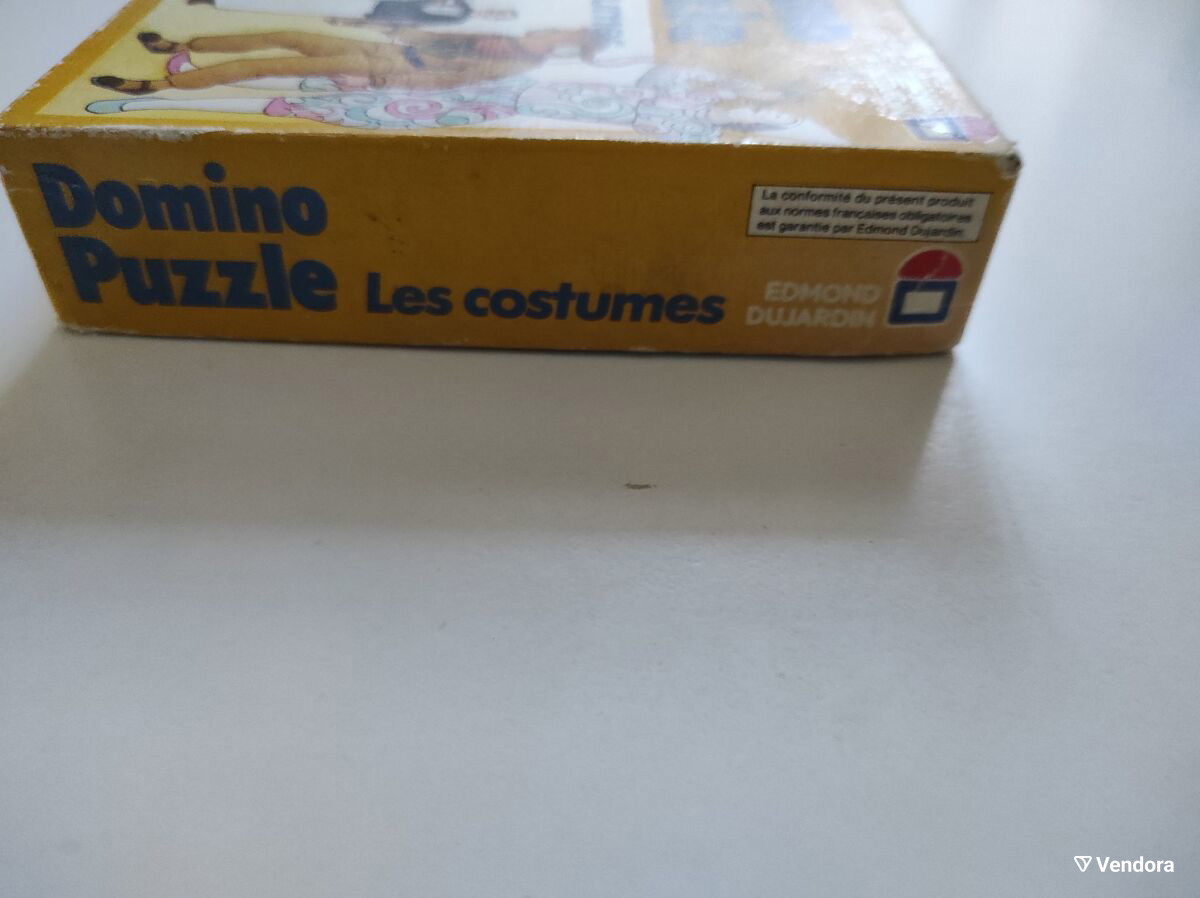 Domino
Puzzle
Les costumes
La conformité du présent produit
aux normes françaises obligatoires
est garantie par Edmond Dujardin.
EDMOND
DUJARDIN
Vendora